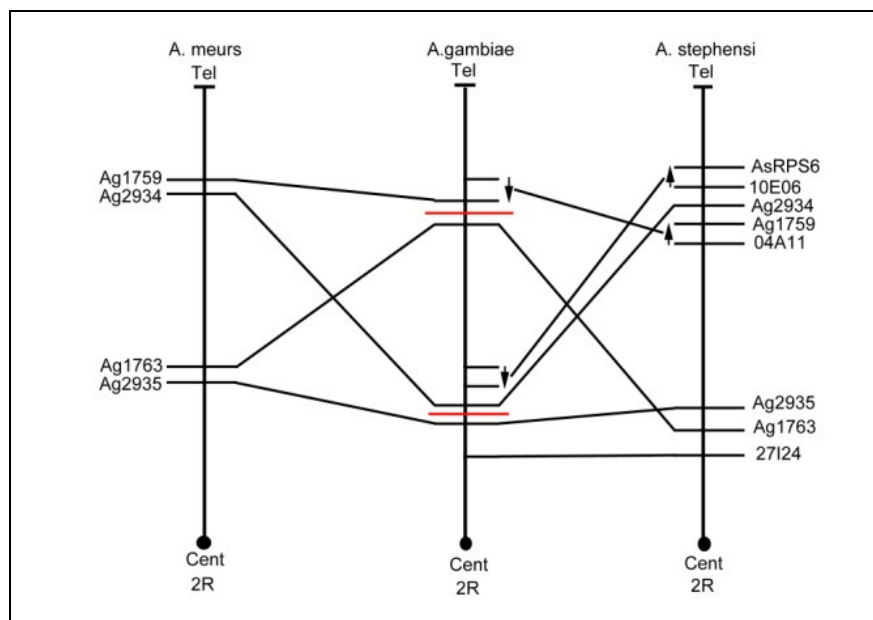 A. meurs
Tel
A.gambiae
Tel
A. stephensi
Tel
Ag1759
Ag2934
Ag1763
Ag2935
AsRPS6
10E06
Ag2934
Ag1759
04A11
Ag2935
Ag1763
27I24
Cent
2R
Cent
2R
Cent
2R